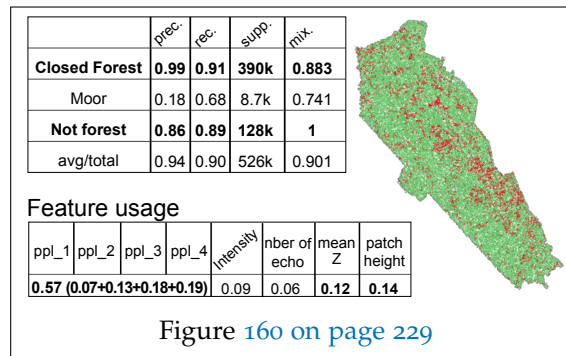 prec. rec. supp. mix.
Closed Forest 0.99 0.91 390k 0.883
Moor 0.18 0.68 8.7k 0.741
Not forest 0.86 0.89 128k 1
avg/total 0.94 0.90 526k 0.901
Feature usage
ppl_1 ppl_2 ppl_3 ppl_4 Intensity nber of echo mean Z patch height
0.57 (0.07+0.13+0.18+0.19) 0.09 0.06 0.12 0.14
Figure 160 on page 229